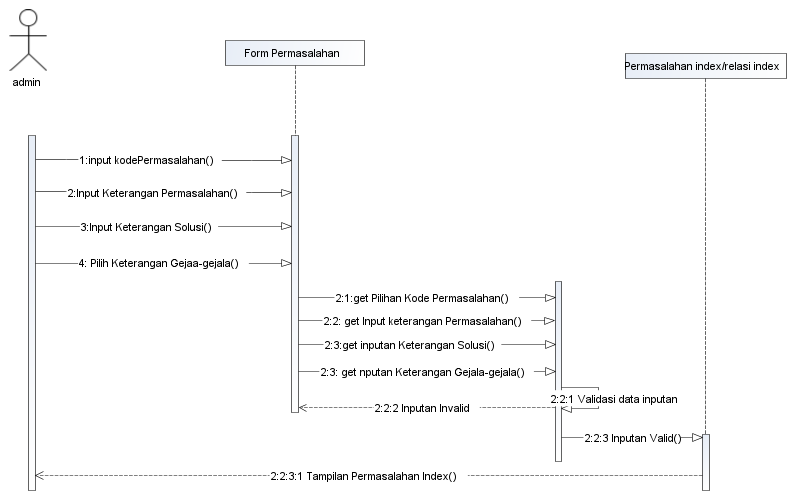 Form Permasalahan
Permasalahan index/relasi index
admin
1:input kodePermasalahan()
2:Input Keterangan Permasalahan()
3:Input Keterangan Solusi()
4: Pilih Keterangan Gejaa-gejala()
2:1:get Pilihan Kode Permasalahan()
2:2: get Input keterangan Permasalahan()
2:3:get inputan Keterangan Solusi()
2:3: get nputan Keterangan Gejala-gejala()
2:2:1 Validasi data inputan
2:2:2 Inputan Invalid
2:2:3 Inputan Valid()
2:2:3:1 Tampilan Permasalahan Index()